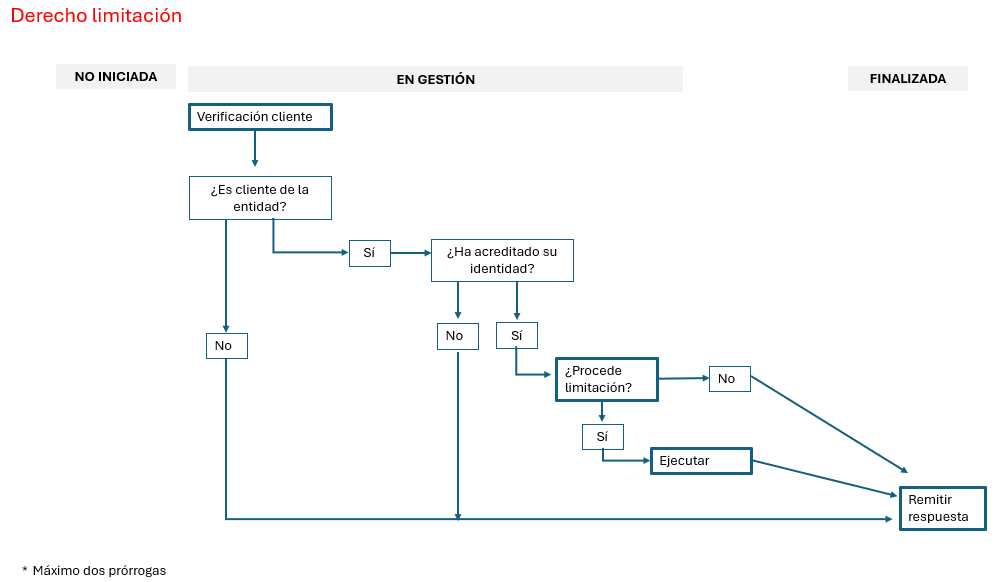 Derecho limitación
NO INICIADA
EN GESTIÓN
FINALIZADA
Verificación cliente
¿Es cliente de la
entidad?
Sí
¿Ha acreditado su
identidad?
No
No
Sí
¿Procede
limitación?
No
Sí
Ejecutar
Remitir
respuesta
* Máximo dos prórrogas